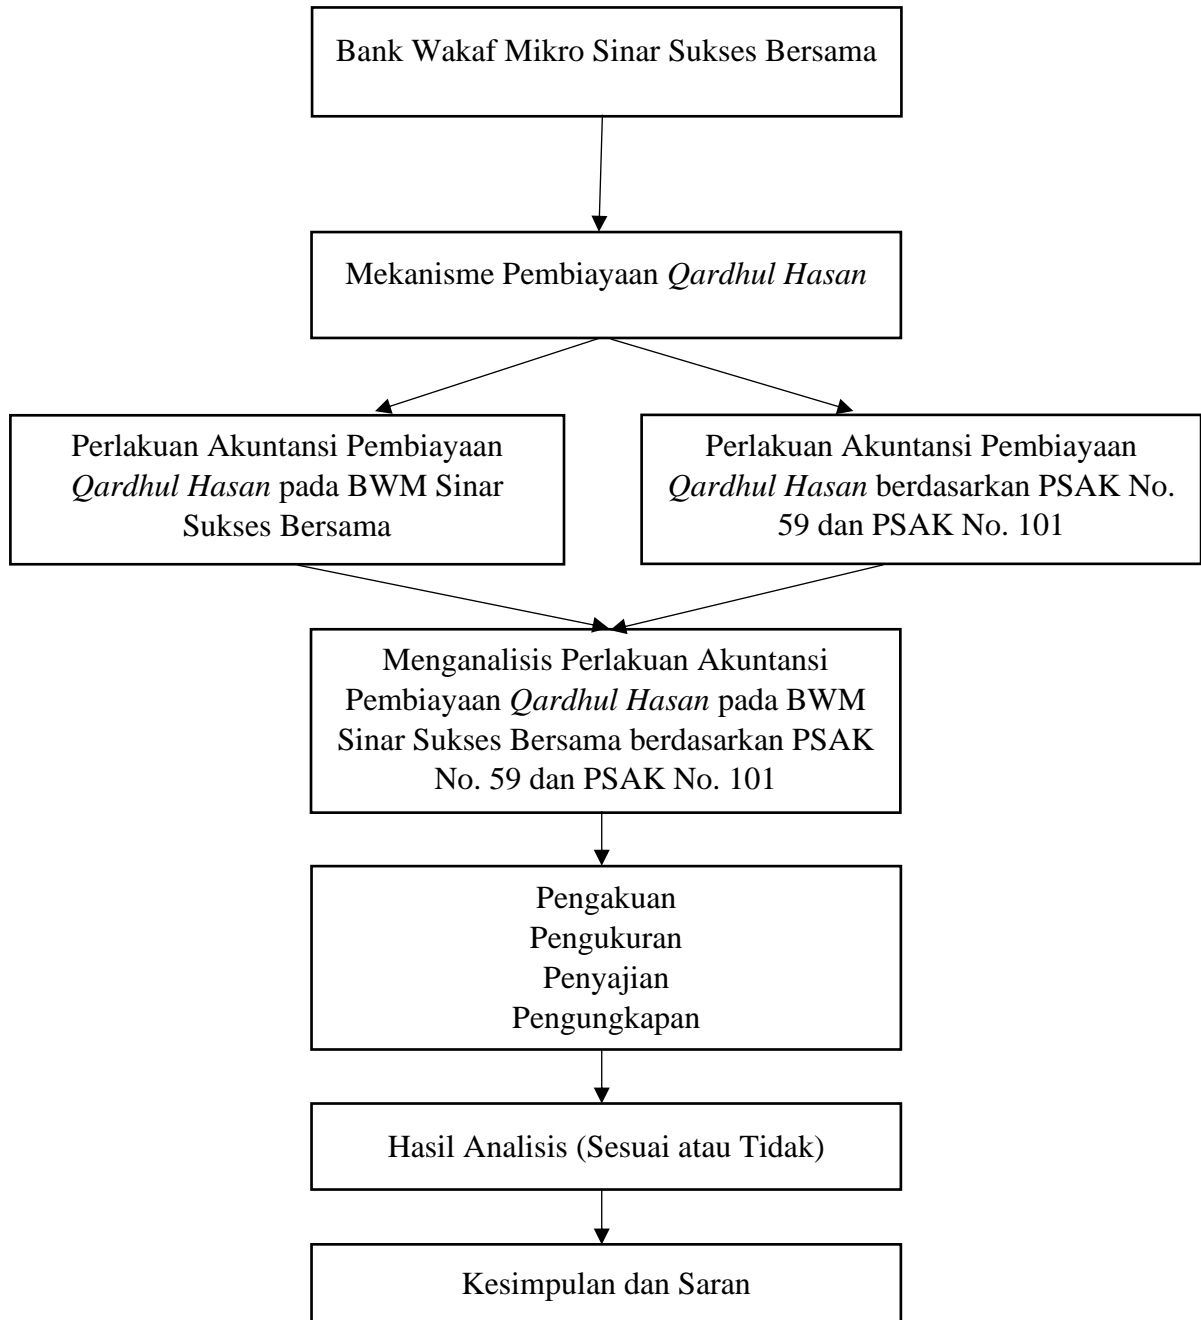 Bank Wakaf Mikro Sinar Sukses Bersama
Mekanisme Pembiayaan Qardhul Hasan
Perlakuan Akuntansi Pembiayaan
Qardhul Hasan pada BWM Sinar
Sukses Bersama
Perlakuan Akuntansi Pembiayaan
Qardhul Hasan berdasarkan PSAK No.
59 dan PSAK No. 101
Menganalisis Perlakuan Akuntansi
Pembiayaan Qardhul Hasan pada BWM
Sinar Sukses Bersama berdasarkan PSAK
No. 59 dan PSAK No. 101
Pengakuan
Pengukuran
Penyajian
Pengungkapan
Hasil Analisis (Sesuai atau Tidak)
Kesimpulan dan Saran